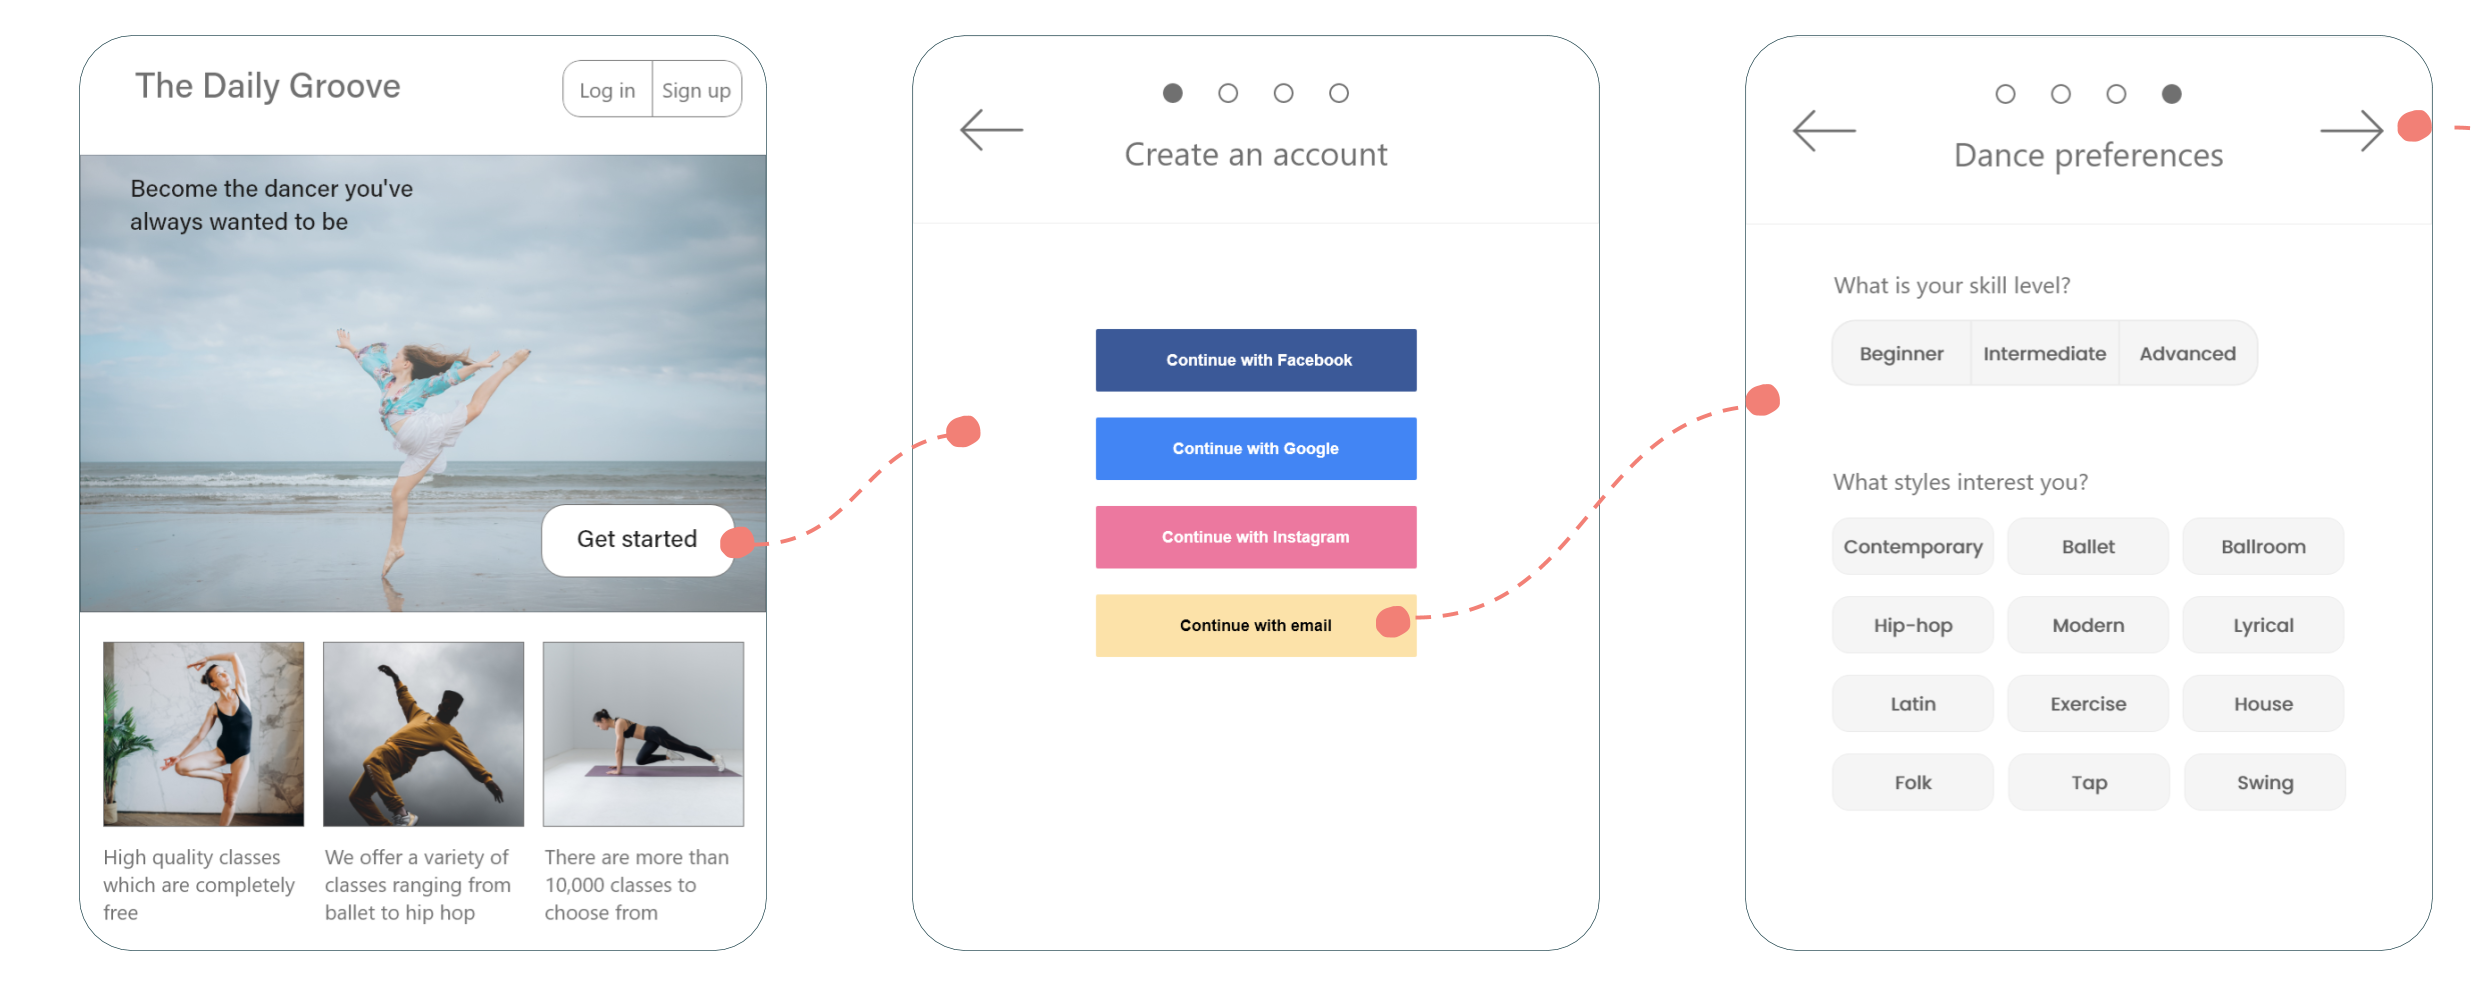 The Daily Groove
Log in
Sign up
Become the dancer you've
always wanted to be
Get started
High quality classes
which are completely
free
We offer a variety of
classes ranging from
ballet to hip hop
There are more than
10,000 classes to
choose from
Create an account
Continue with Facebook
Continue with Google
Continue with Instagram
Continue with email
Dance preferences
What is your skill level?
Beginner
Intermediate
Advanced
What styles interest you?
Contemporary
Ballet
Ballroom
Hip-hop
Modern
Lyrical
Latin
Exercise
House
Folk
Tap
Swing